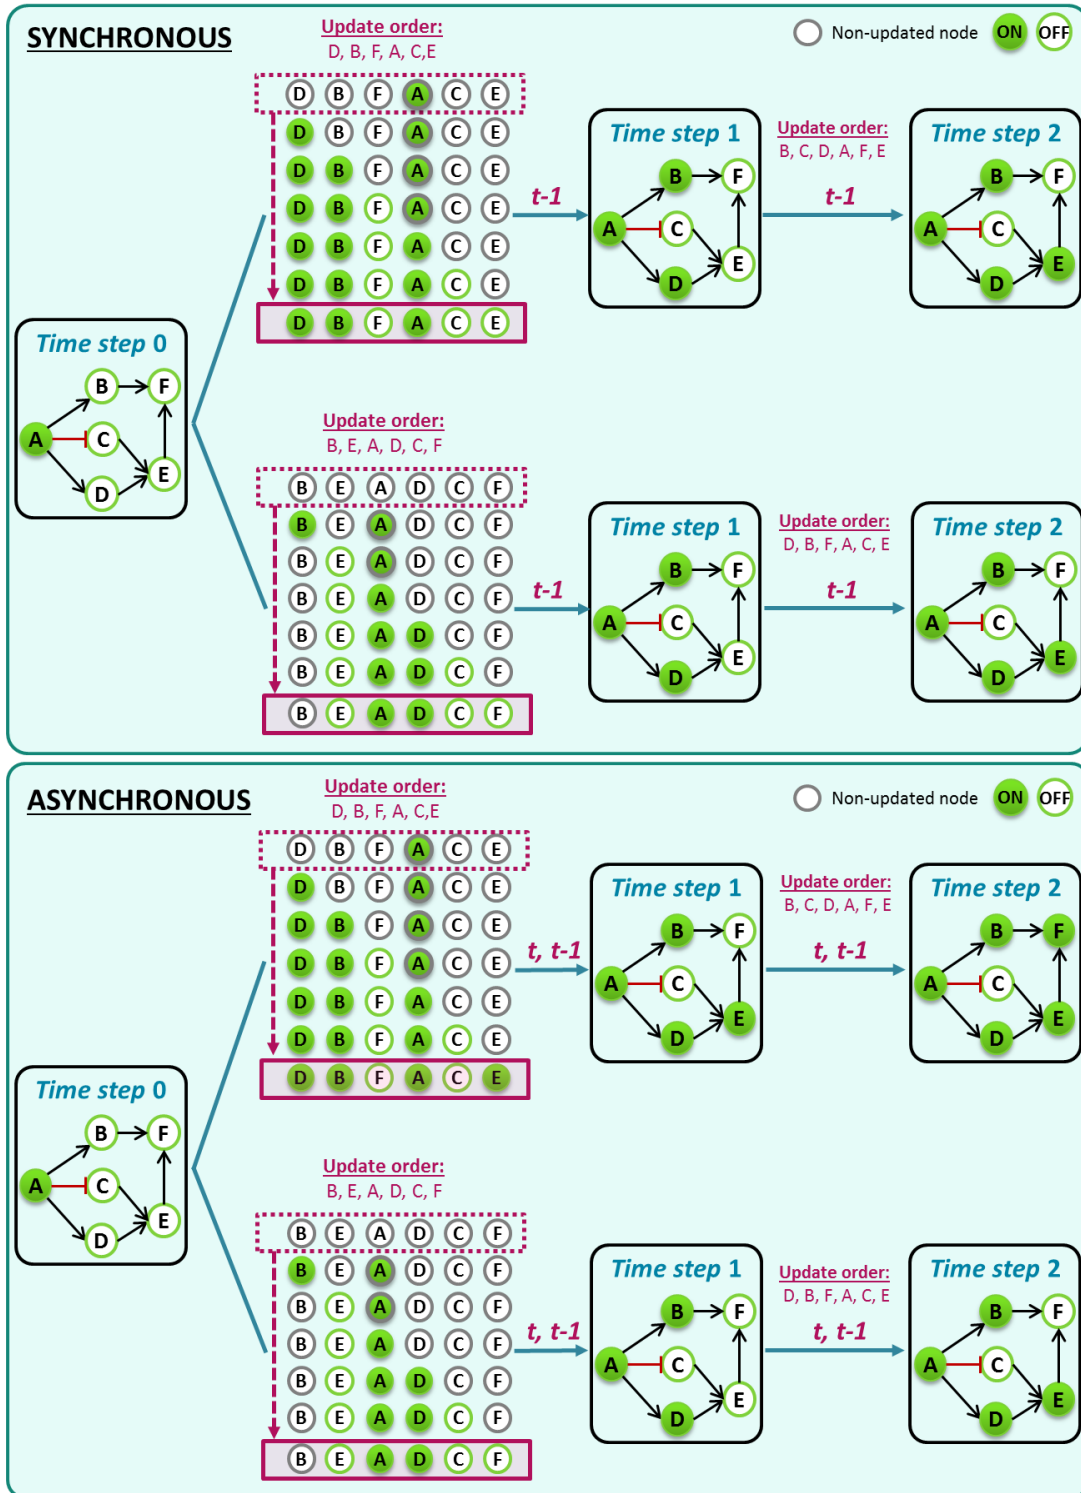 SYNCHRONOUS
Update order:
D, B, F, A, C,E
Non-updated node ON OFF
D B F A C E
D B F A C E
D B F A C E
D B F A C E
D B F A C E
D B F A C E
D B F A C E
t-1
Time step 1
A B C D E F
Update order:
B, C, D, A, F, E
t-1
Time step 2
A B C D E F
Time step 0
A B C D E F
Update order:
B, E, A, D, C, F
B E A D C F
B E A D C F
B E A D C F
B E A D C F
B E A D C F
B E A D C F
B E A D C F
t-1
Time step 1
A B C D E F
Update order:
D, B, F, A, C, E
t-1
Time step 2
A B C D E F
ASYNCHRONOUS
Update order:
D, B, F, A, C,E
Non-updated node ON OFF
D B F A C E
D B F A C E
D B F A C E
D B F A C E
D B F A C E
D B F A C E
D B F A C E
t, t-1
Time step 1
A B C D E F
Update order:
B, C, D, A, F, E
t, t-1
Time step 2
A B C D E F
Time step 0
A B C D E F
Update order:
B, E, A, D, C, F
B E A D C F
B E A D C F
B E A D C F
B E A D C F
B E A D C F
B E A D C F
B E A D C F
t, t-1
Time step 1
A B C D E F
Update order:
D, B, F, A, C, E
t, t-1
Time step 2
A B C D E F